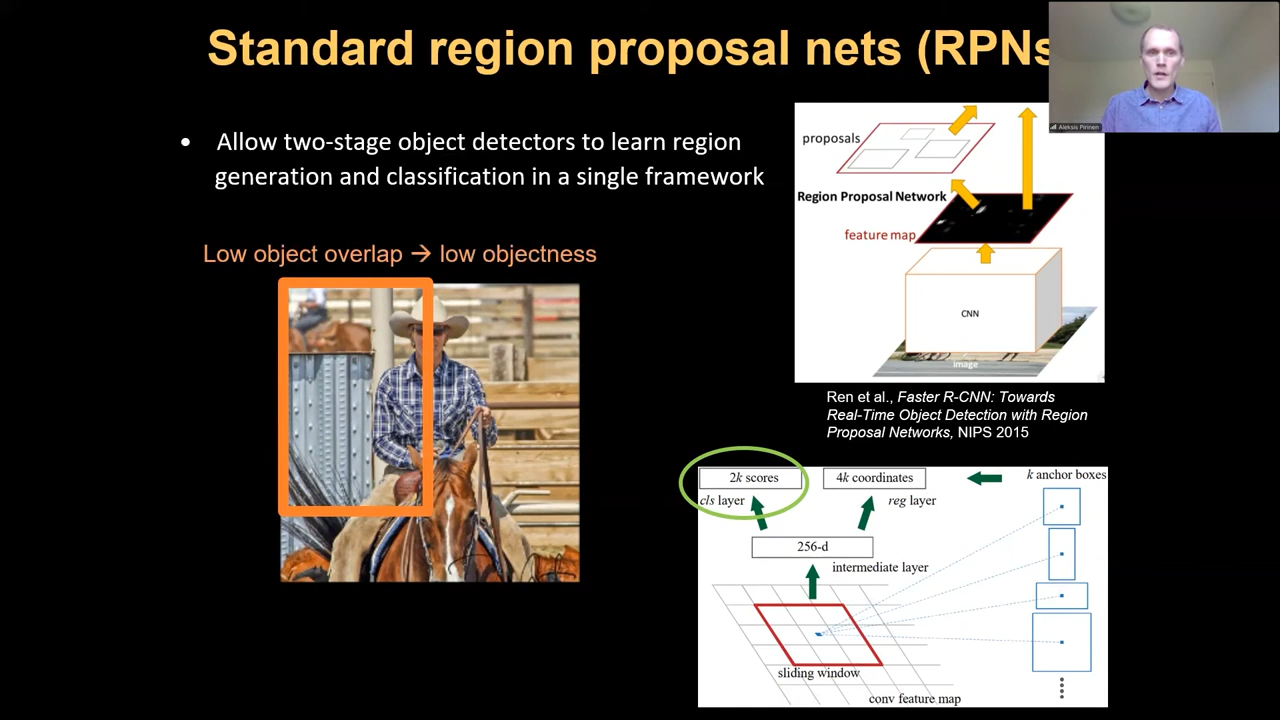 Standard region proposal nets (RPNs
Aleksis Pirinen
• Allow two-stage object detectors to learn region
generation and classification in a single framework
Low object overlap → low objectness
proposals
Region Proposal Network
feature map
CNN
image
Ren et al., Faster R-CNN: Towards
Real-Time Object Detection with Region
Proposal Networks, NIPS 2015
2k scores
4k coordinates
k anchor boxes
cls layer
reg layer
256-d
intermediate layer
sliding window
conv feature map